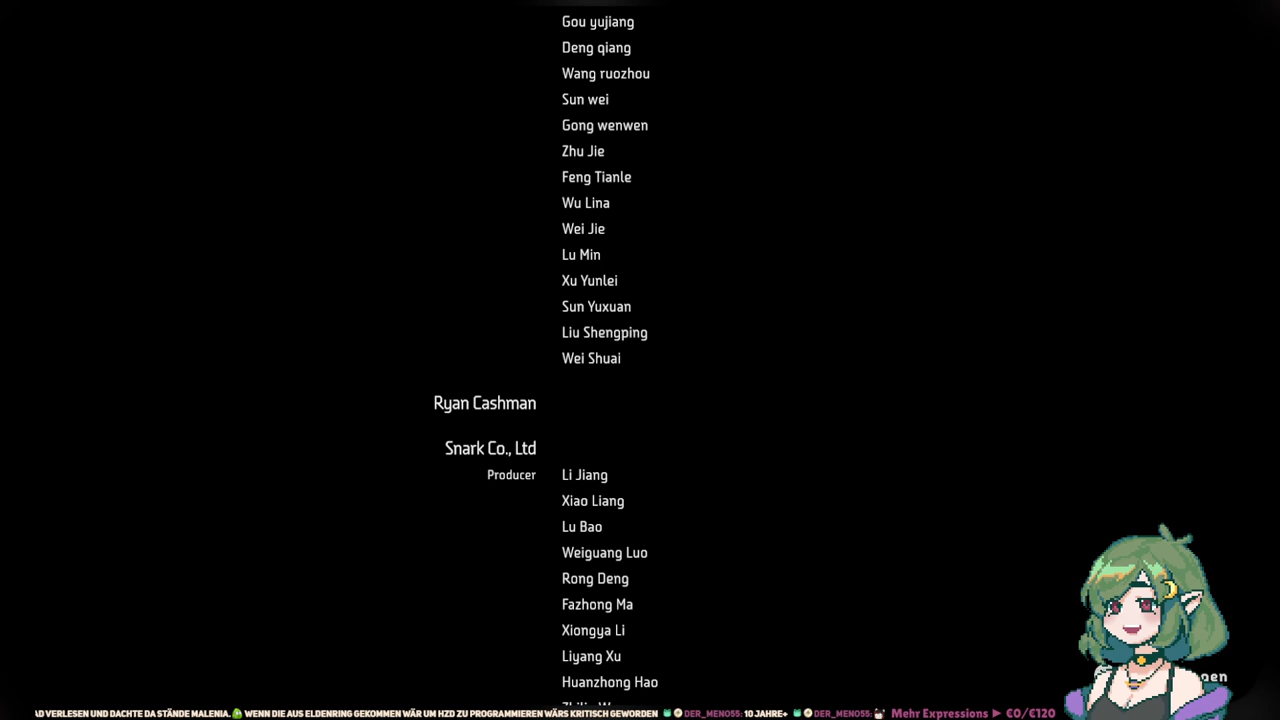 Gou yujiang
Deng qiang
Wang ruozhou
Sun wei
Gong wenwen
Zhu Jie
Feng Tianle
Wu Lina
Wei Jie
Lu Min
Xu Yunlei
Sun Yuxuan
Liu Shengping
Wei Shuai
Ryan Cashman
Snark Co., Ltd
Producer Li Jiang
Xiao Liang
Lu Bao
Weiguang Luo
Rong Deng
Fazhong Ma
Xiongya Li
Liyang Xu
Huanzhong Hao
VERLESEN UND DACHTE DA STÄNDE MALENIA. WENN DIE AUS ELDENRING GEKOMMEN WÄR UM HZD ZU PROGRAMMIEREN WÄRS KRITISCH GEWORDEN DER_MENO55: 10 JAHRE+ DER_MENO55: Mehr Expressions ► €0/€120